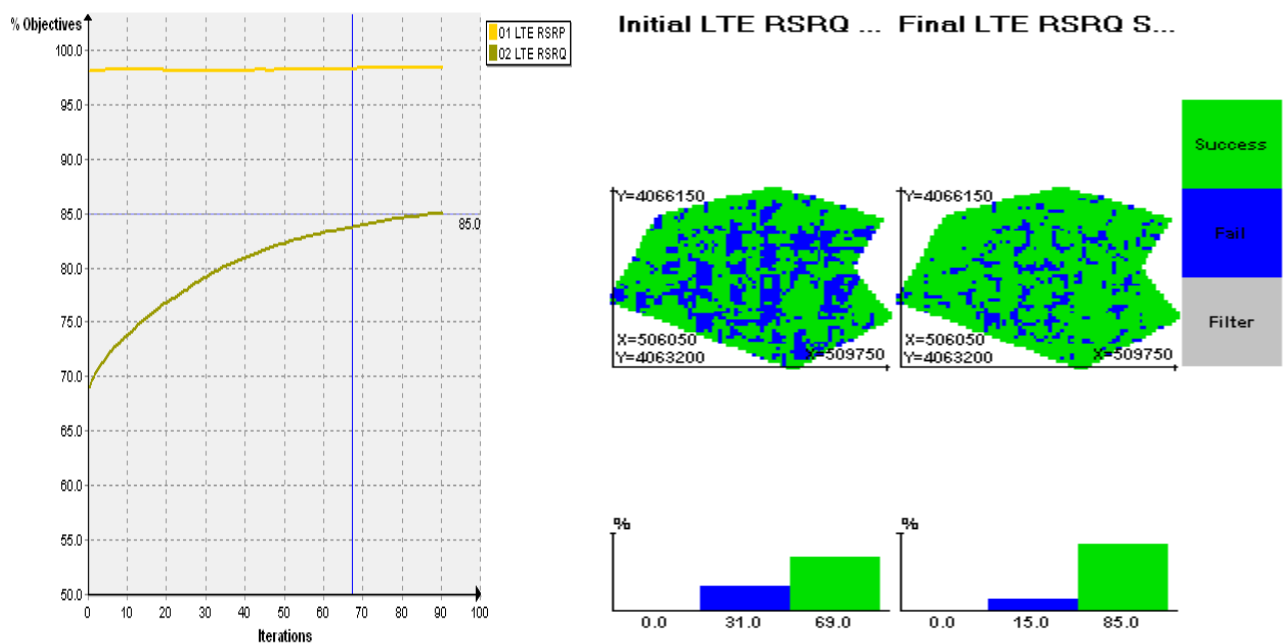 % Objectives
01 LTE RSRP
02 LTE RSRQ
100.0
95.0
90.0
85.0
80.0
75.0
70.0
65.0
60.0
55.0
50.0
85.0
0 10 20 30 40 50 60 70 80 90 100
Iterations
Initial LTE RSRQ ... Final LTE RSRQ S...
Y=4066150
X=506050
Y=4063200
X=509750
Y=4066150
X=506050
Y=4063200
X=509750
Success
Fail
Filter
%
0.0 31.0 69.0
%
0.0 15.0 85.0